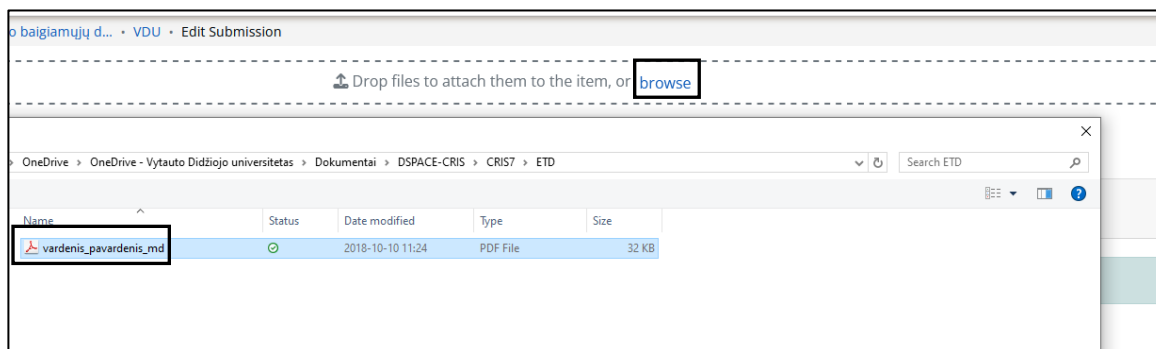 o baigiamųjų d... • VDU • Edit Submission
Drop files to attach them to the item, or browse
> OneDrive > OneDrive - Vytauto Didžiojo universitetas > Dokumentai > DSPACE-CRIS > CRIS7 > ETD
Search ETD
Name Status Date modified Type Size
vardenis_pavardenis_md 2018-10-10 11:24 PDF File 32 KB